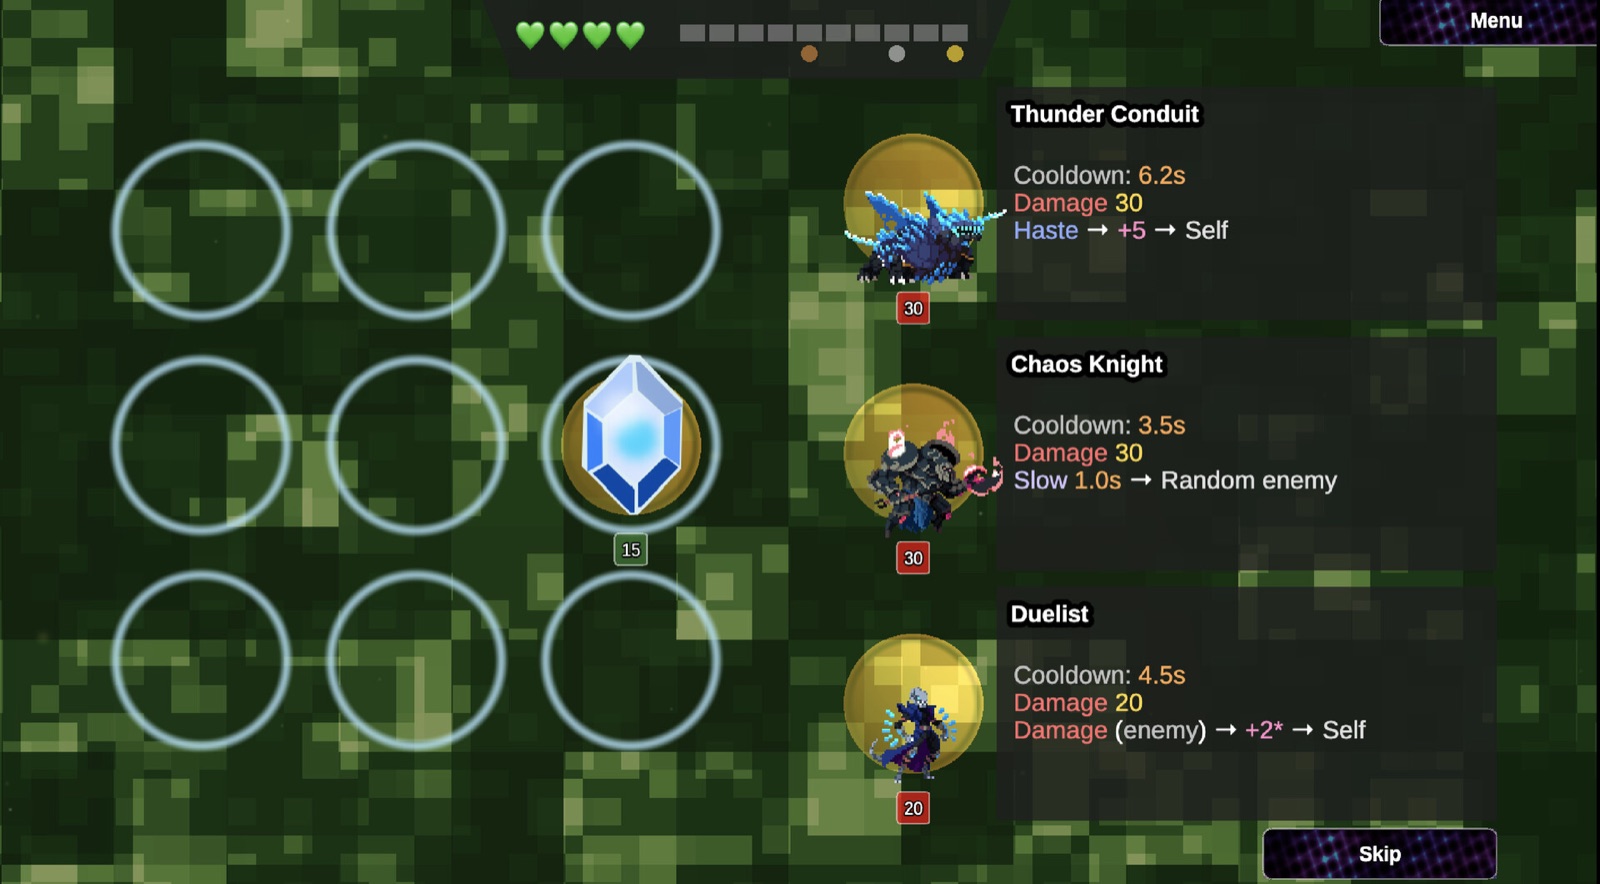 Menu
Thunder Conduit
Cooldown: 6.2s
Damage 30
Haste → +5 → Self
30
Chaos Knight
Cooldown: 3.5s
Damage 30
Slow 1.0s → Random enemy
30
15
Duelist
Cooldown: 4.5s
Damage 20
Damage (enemy) → +2* → Self
20
Skip